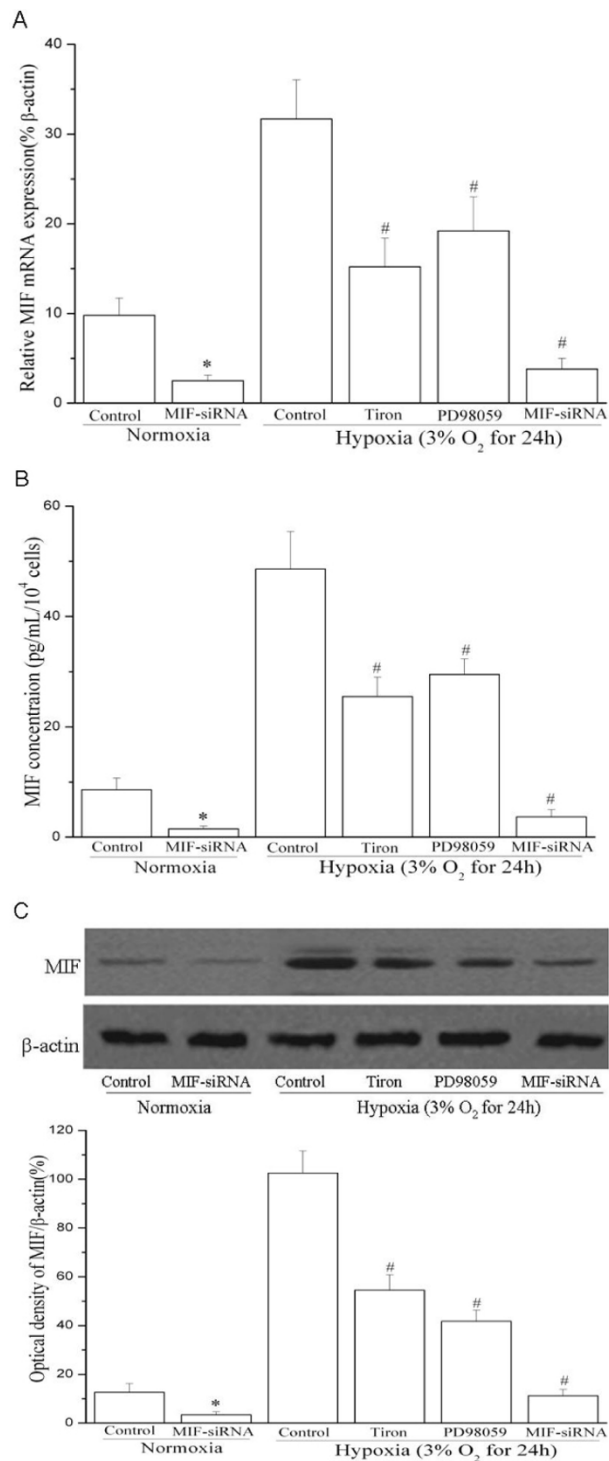 A
Relative MIF mRNA expression(% β-actin)
40
30
20
10
0
*
#
#
#
Control MIF-siRNA Control Tiron PD98059 MIF-siRNA
Normoxia Hypoxia (3% O₂ for 24h)
B
MIF concentraion (pg/mL/10⁴ cells)
60
40
20
0
*
#
#
#
Control MIF-siRNA Control Tiron PD98059 MIF-siRNA
Normoxia Hypoxia (3% O₂ for 24h)
C
MIF
β-actin
Control MIF-siRNA Control Tiron PD98059 MIF-siRNA
Normoxia Hypoxia (3% O₂ for 24h)
Optical density of MIF/β-actin(%)
120
100
80
60
40
20
0
*
#
#
#
Control MIF-siRNA Control Tiron PD98059 MIF-siRNA
Normoxia Hypoxia (3% O₂ for 24h)